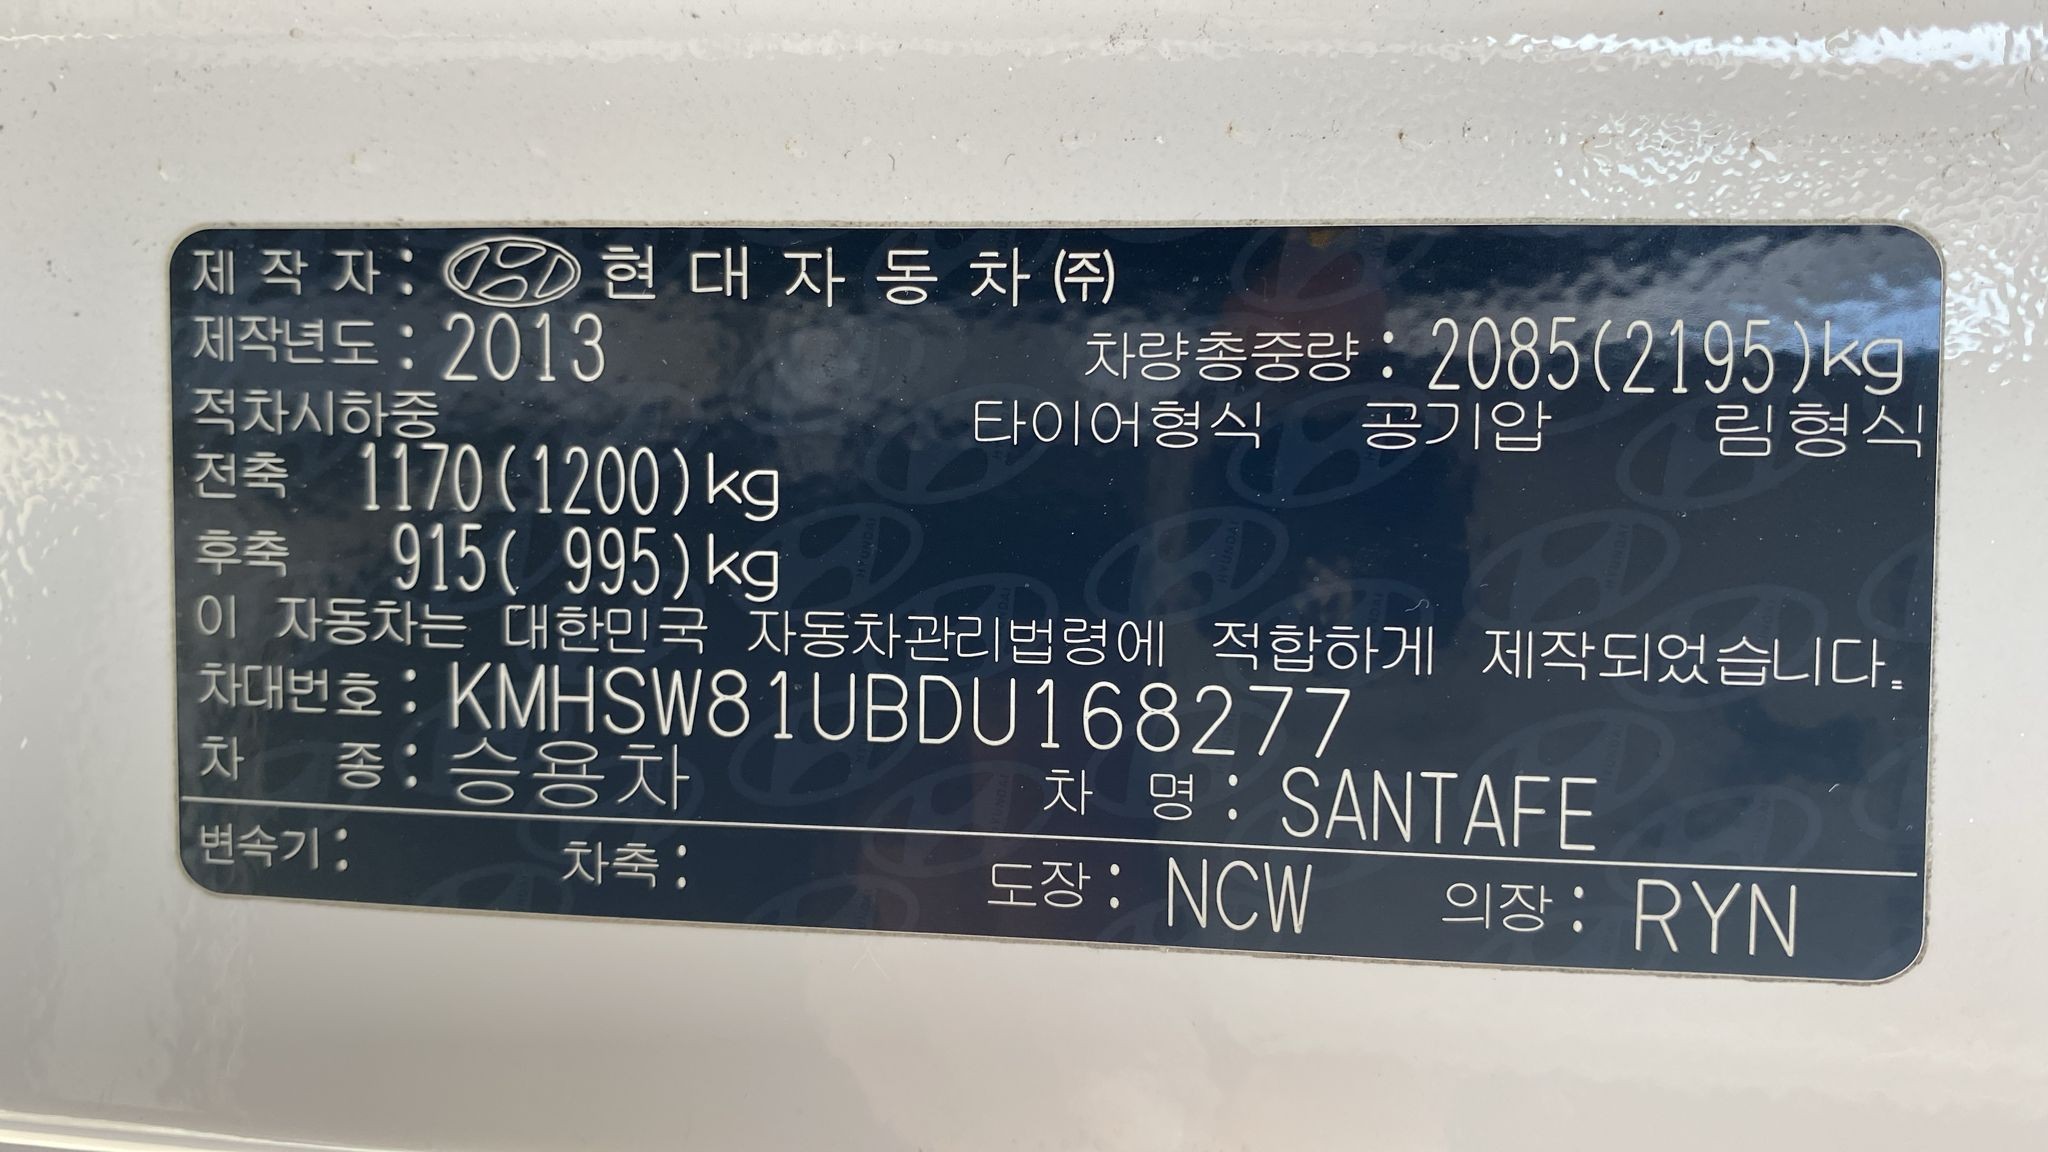 제작자 : 현대자동차(주)
제작년도 : 2013 차량총중량 : 2085(2195)kg
적차시하중 타이어형식 공기압 림형식
전축 1170(1200)kg
후축 915( 995)kg
이 자동차는 대한민국 자동차관리법령에 적합하게 제작되었습니다.
차대번호 : KMHSW81UBDU168277
차 종 : 승용차 차 명 : SANTAFE
변속기 : 차축 : 도장 : NCW 의장 : RYN